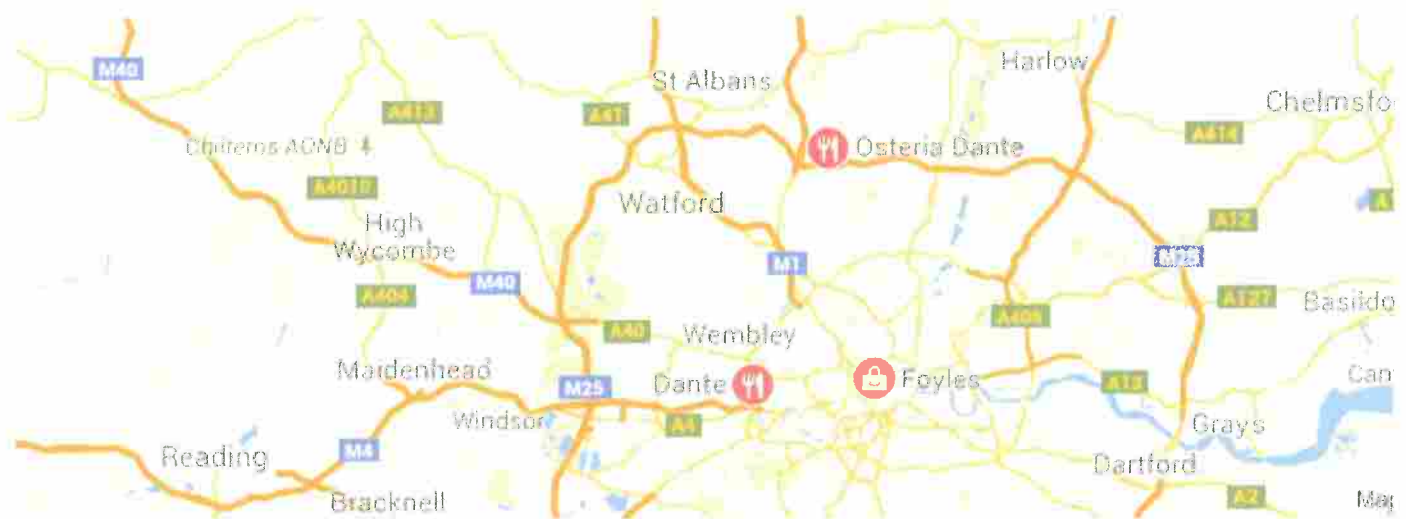 Harlow
M40
St Albans
A413
A41
Chelmsfo
A414
Chilterns AONB
Osteria Dante
A4010
Watford
A1
High
Wycombe
A12
M1
M25
M40
A404
A127
Basildo
A406
A40
Wembley
Maidenhead
M25
Dante
Foyles
A13
Can
Windsor
A4
Grays
Reading
M4
Dartford
Bracknell
A2